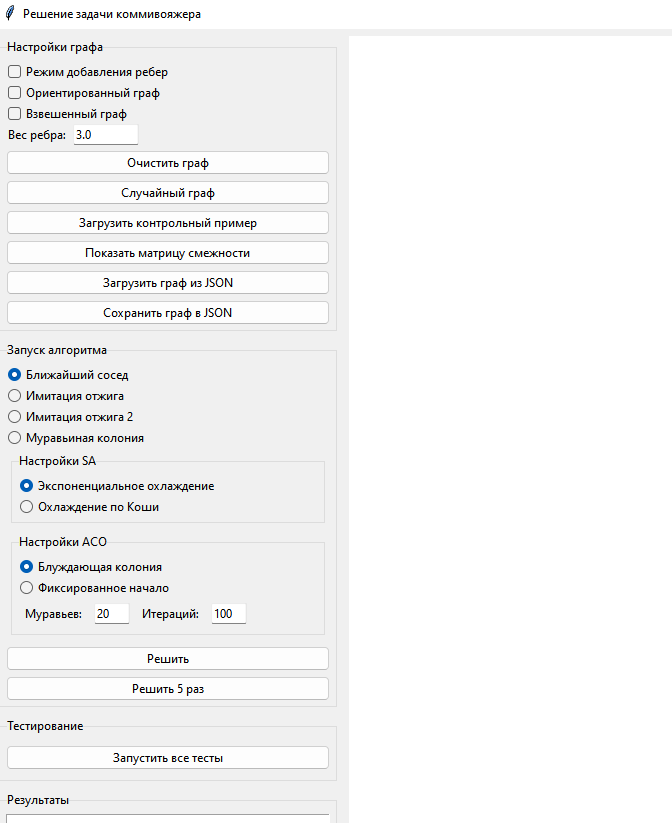 Решение задачи коммивояжера
Настройки графа
Режим добавления ребер
Ориентированный граф
Взвешенный граф
Вес ребра: 3.0
Очистить граф
Случайный граф
Загрузить контрольный пример
Показать матрицу смежности
Загрузить граф из JSON
Сохранить граф в JSON
Запуск алгоритма
Ближайший сосед
Имитация отжига
Имитация отжига 2
Муравьиная колония
Настройки SA
Экспоненциальное охлаждение
Охлаждение по Коши
Настройки ACO
Блуждающая колония
Фиксированное начало
Муравьев: 20 Итераций: 100
Решить
Решить 5 раз
Тестирование
Запустить все тесты
Результаты